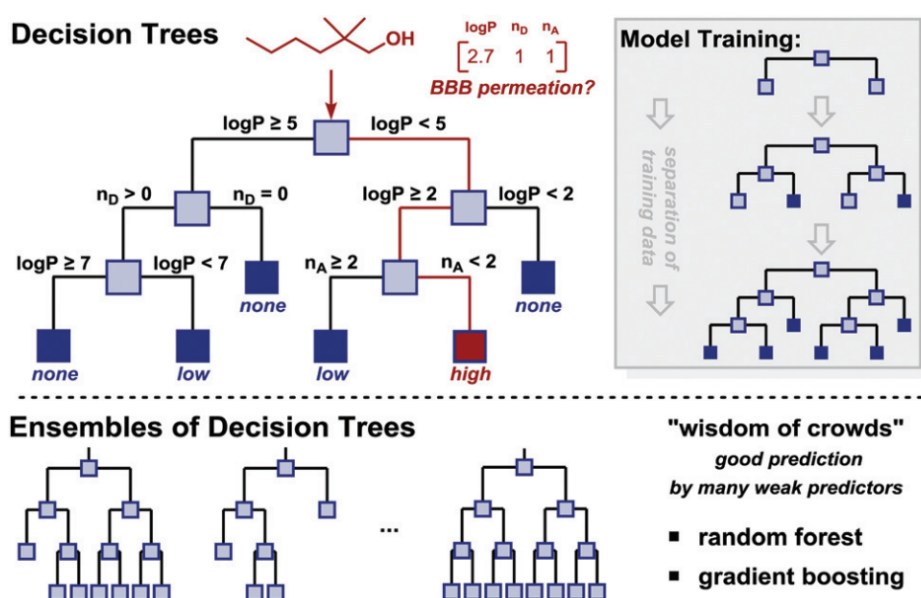 Decision Trees
OH
logP n_D n_A
[2.7 1 1]
BBB permeation?
logP ≥ 5 logP < 5
n_D > 0 n_D = 0 logP ≥ 2 logP < 2
logP ≥ 7 logP < 7 n_A ≥ 2 n_A < 2
none none
none low low high
Model Training:
separation of
training data
Ensembles of Decision Trees
...
"wisdom of crowds"
good prediction
by many weak predictors
■ random forest
■ gradient boosting